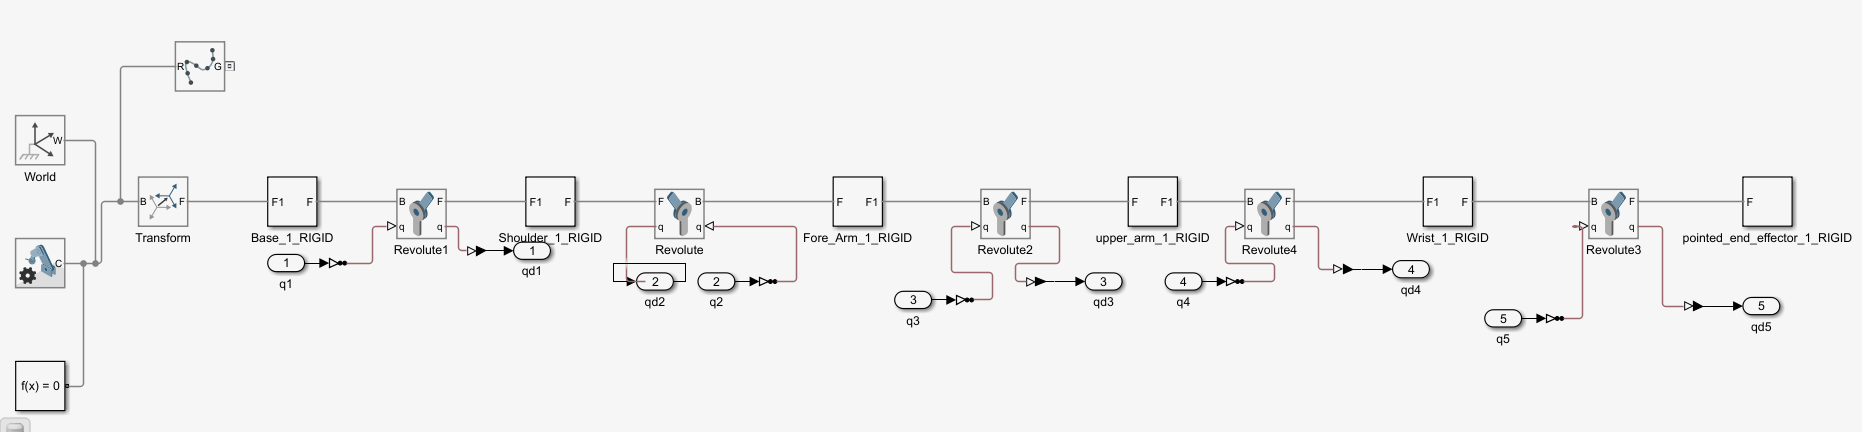 R G
W
World
B F
Transform
C
f(x) = 0
F1 F
Base_1_RIGID
1
q1
B F
q q
Revolute1
1
qd1
F1 F
Shoulder_1_RIGID
F B
q q
Revolute
2
qd2
2
q2
F F1
Fore_Arm_1_RIGID
B F
q q
Revolute2
3
q3
3
qd3
F F1
upper_arm_1_RIGID
B F
q q
Revolute4
4
q4
4
qd4
F1 F
Wrist_1_RIGID
B F
q q
Revolute3
5
q5
5
qd5
F
pointed_end_effector_1_RIGID